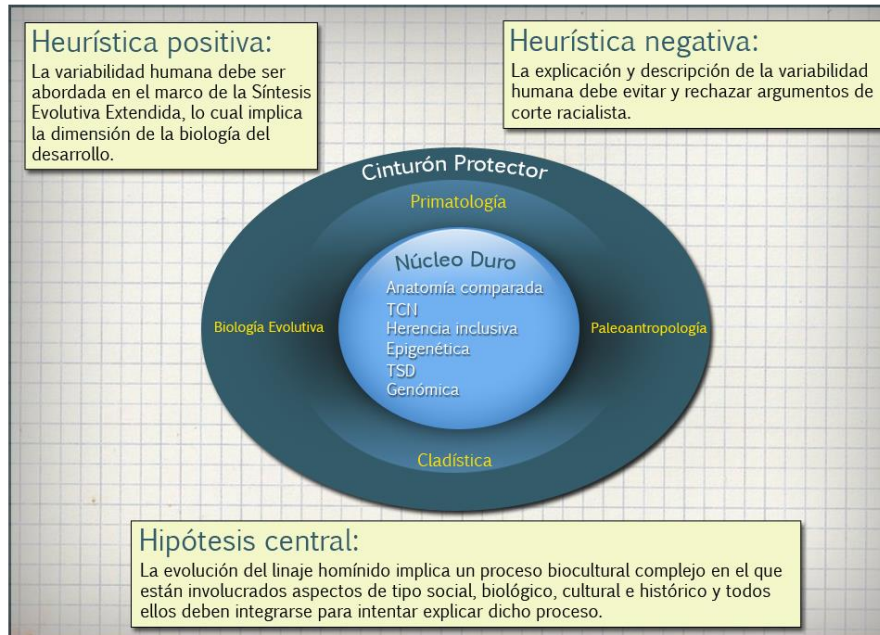 Heurística positiva:
La variabilidad humana debe ser
abordada en el marco de la Síntesis
Evolutiva Extendida, lo cual implica
la dimensión de la biología del
desarrollo.
Heurística negativa:
La explicación y descripción de la variabilidad
humana debe evitar y rechazar argumentos de
corte racialista.
Cinturón Protector
Primatología
Núcleo Duro
Anatomía comparada
TCN
Herencia inclusiva
Epigenética
TSD
Genómica
Biología Evolutiva
Paleoantropología
Cladística
Hipótesis central:
La evolución del linaje homínido implica un proceso biocultural complejo en el que
están involucrados aspectos de tipo social, biológico, cultural e histórico y todos
ellos deben integrarse para intentar explicar dicho proceso.